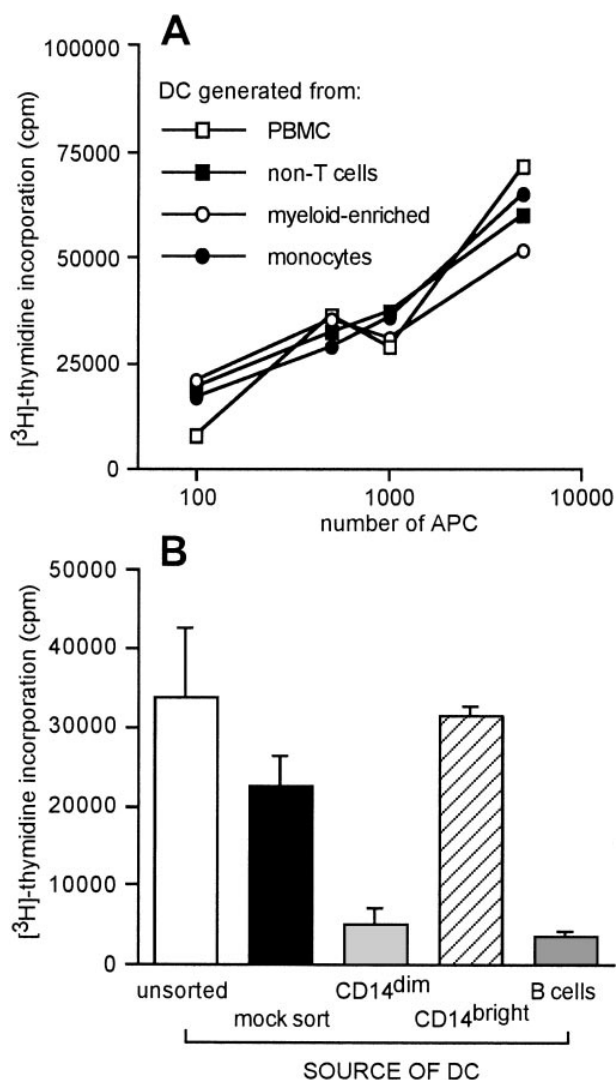 A
100000
75000
50000
25000
0
[³H]-thymidine incorporation (cpm)
DC generated from:
PBMC
non-T cells
myeloid-enriched
monocytes
100 1000 10000
number of APC
B
50000
40000
30000
20000
10000
0
[³H]-thymidine incorporation (cpm)
unsorted CD14dim B cells
mock sort CD14bright
SOURCE OF DC